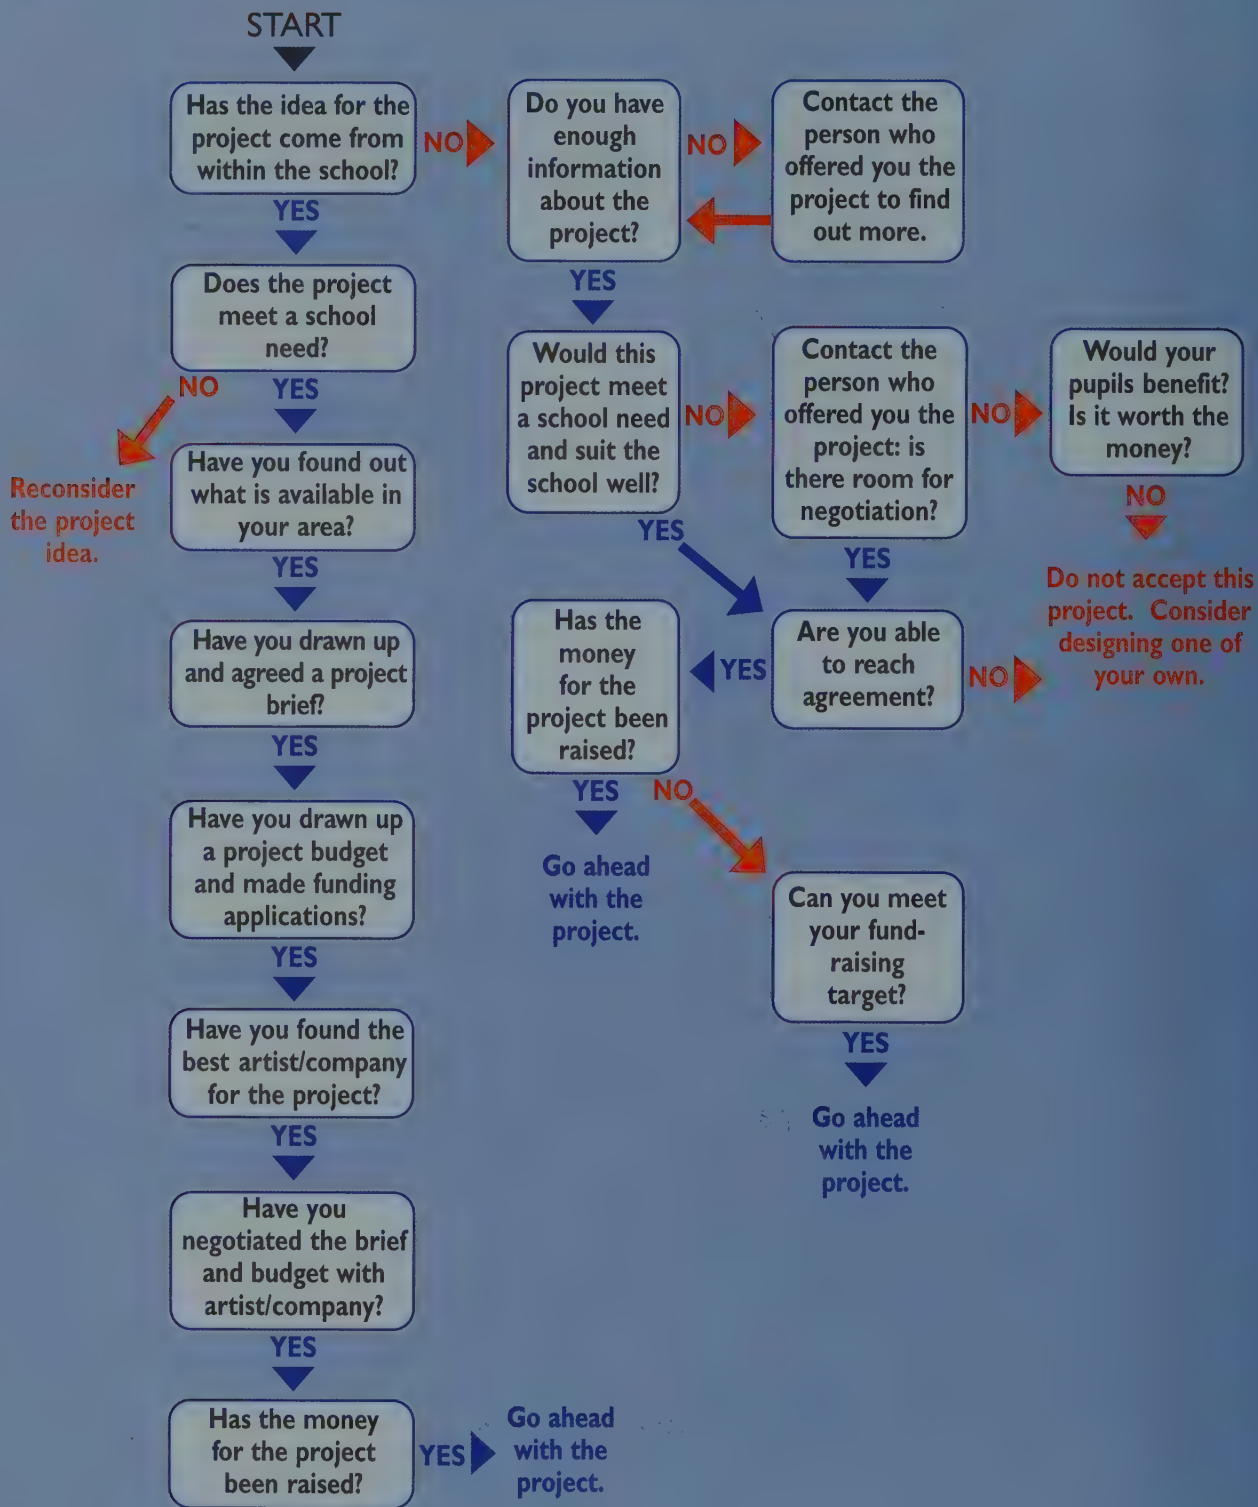 START
Has the idea for the
project come from
within the school?
NO
YES
Does the project
meet a school
need?
NO
YES
Reconsider
the project
idea.
Have you found out
what is available in
your area?
YES
Have you drawn up
and agreed a project
brief?
YES
Have you drawn up
a project budget
and made funding
applications?
YES
Have you found the
best artist/company
for the project?
YES
Have you
negotiated the brief
and budget with
artist/company?
YES
Has the money
for the project
been raised?
YES
Go ahead
with the
project.
Do you have
enough
information
about the
project?
NO
Contact the
person who
offered you the
project to find
out more.
YES
Would this
project meet
a school need
and suit the
school well?
NO
YES
Contact the
person who
offered you the
project: is
there room for
negotiation?
NO
YES
Would your
pupils benefit?
Is it worth the
money?
NO
Do not accept this
project. Consider
designing one of
your own.
Are you able
to reach
agreement?
NO
YES
Has the
money
for the
project been
raised?
YES
NO
Go ahead
with the
project.
Can you meet
your fund-
raising
target?
YES
Go ahead
with the
project.